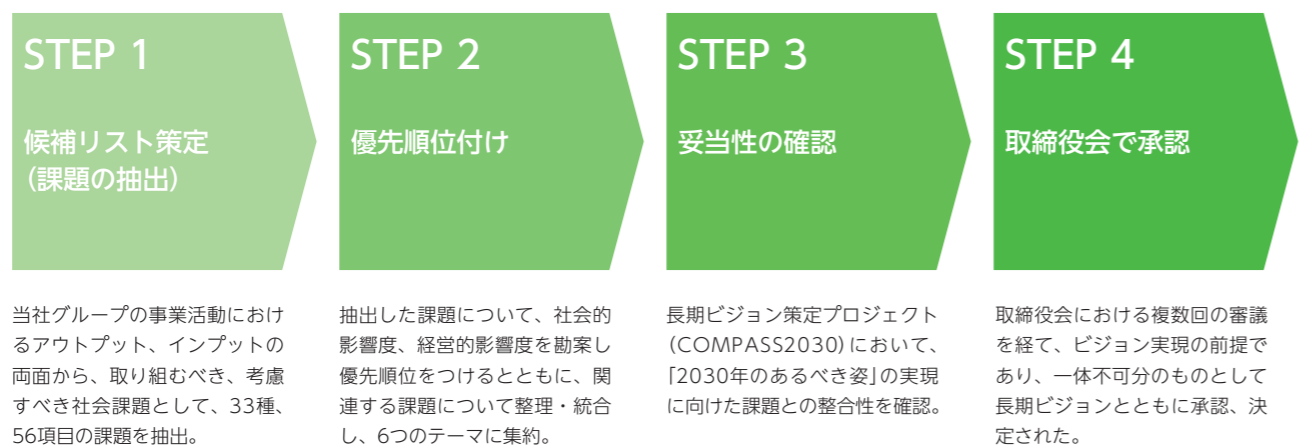 STEP 1
候補リスト策定
（課題の抽出）
当社グループの事業活動におけ
るアウトプット、インプットの
両面から、取り組むべき、考慮
すべき社会課題として、33種、
56項目の課題を抽出。
STEP 2
優先順位付け
抽出した課題について、社会的
影響度、経営的影響度を勘案し
優先順位をつけるとともに、関
連する課題について整理・統合
し、6つのテーマに集約。
STEP 3
妥当性の確認
長期ビジョン策定プロジェクト
（COMPASS2030）において、
「2030年のあるべき姿」の実現
に向けた課題との整合性を確認。
STEP 4
取締役会で承認
取締役会における複数回の審議
を経て、ビジョン実現の前提で
あり、一体不可分のものとして
長期ビジョンとともに承認、決
定された。